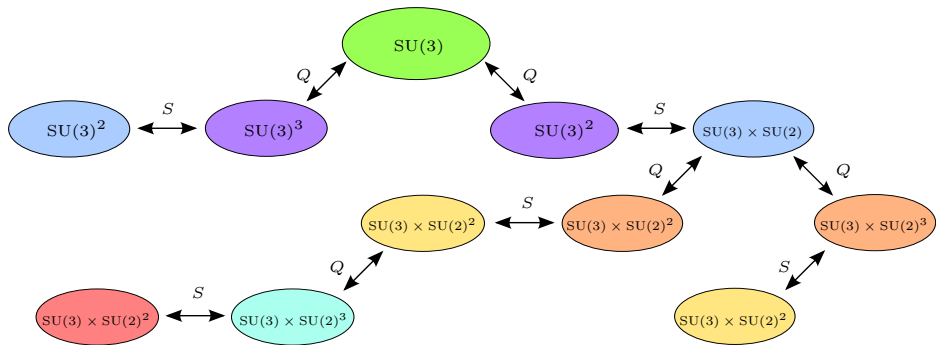 SU(3)
Q Q
S S
SU(3)² SU(3)³ SU(3)² SU(3) × SU(2)
Q Q
S
SU(3) × SU(2)² SU(3) × SU(2)² SU(3) × SU(2)³
Q S
S
SU(3) × SU(2)² SU(3) × SU(2)³ SU(3) × SU(2)²